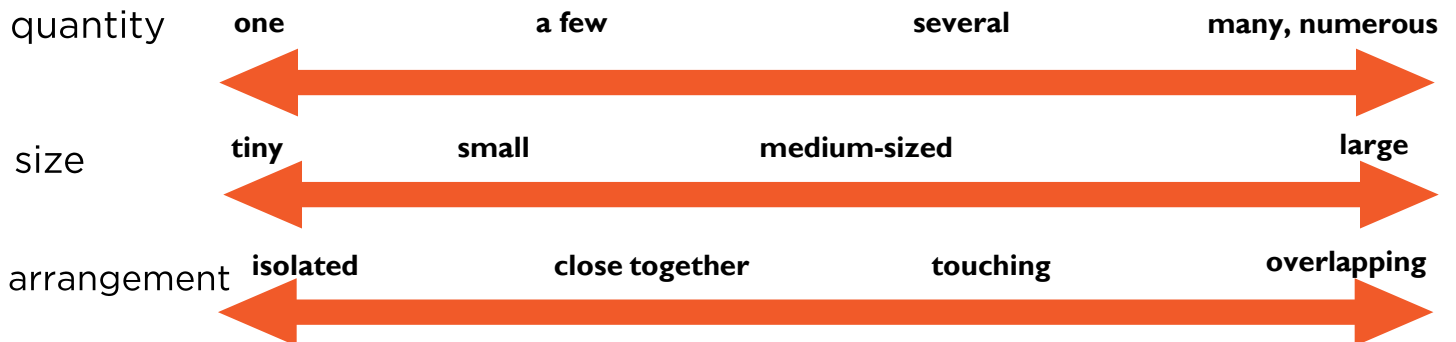 quantity one a few several many, numerous
size tiny small medium-sized large
arrangement isolated close together touching overlapping